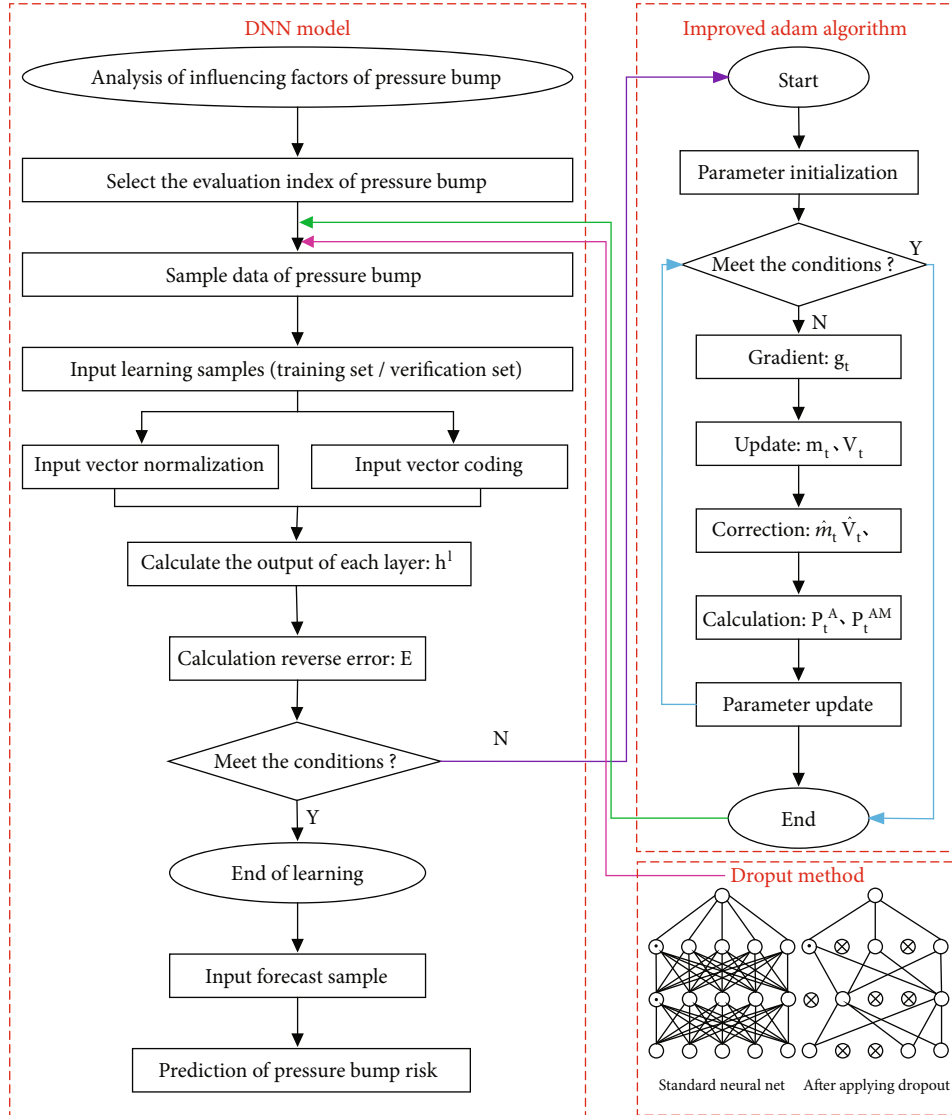 DNN model
Analysis of influencing factors of pressure bump
Select the evaluation index of pressure bump
Sample data of pressure bump
Input learning samples (training set / verification set)
Input vector normalization
Input vector coding
Calculate the output of each layer: h¹
Calculation reverse error: E
Meet the conditions ?
N
Y
End of learning
Input forecast sample
Prediction of pressure bump risk
Improved adam algorithm
Start
Parameter initialization
Meet the conditions ?
Y
N
Gradient: g_t
Update: m_t、V_t
Correction: m̂_t V̂_t、
Calculation: P_t^A、P_t^AM
Parameter update
End
Droput method
Standard neural net
After applying dropout